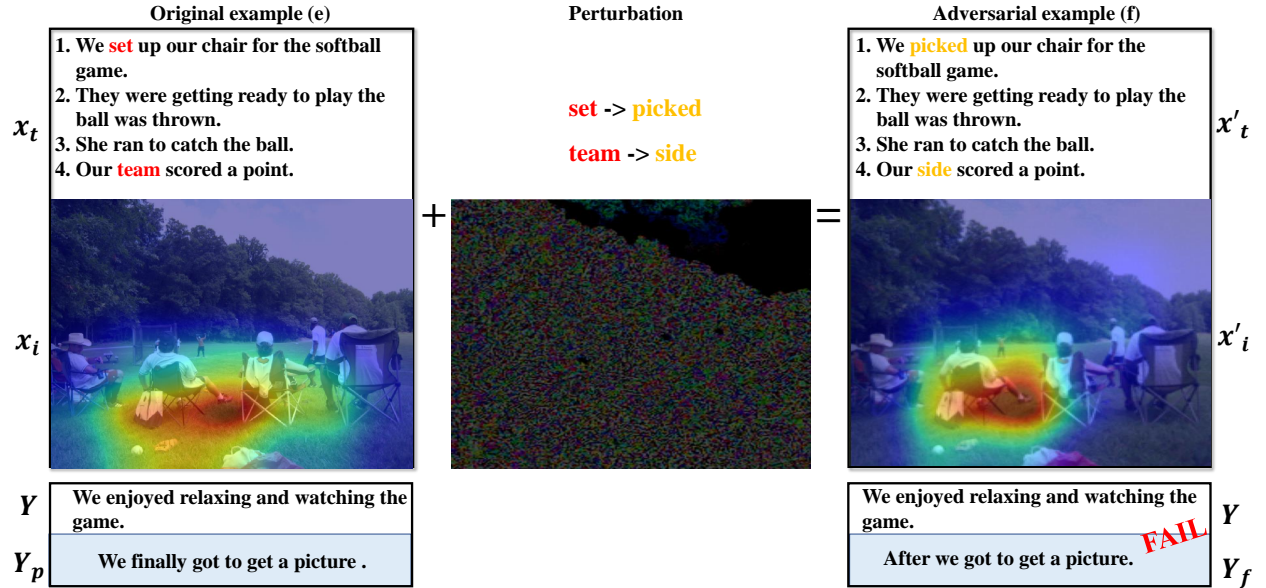 Original example (e)
Perturbation
Adversarial example (f)
x_t
1. We set up our chair for the softball
game.
2. They were getting ready to play the
ball was thrown.
3. She ran to catch the ball.
4. Our team scored a point.
set -> picked
team -> side
1. We picked up our chair for the
softball game.
2. They were getting ready to play the
ball was thrown.
3. She ran to catch the ball.
4. Our side scored a point.
x'_t
x_i
+
=
x'_i
Y
We enjoyed relaxing and watching the
game.
Y_p
We finally got to get a picture .
We enjoyed relaxing and watching the
game.
Y
FAIL
After we got to get a picture.
Y_f